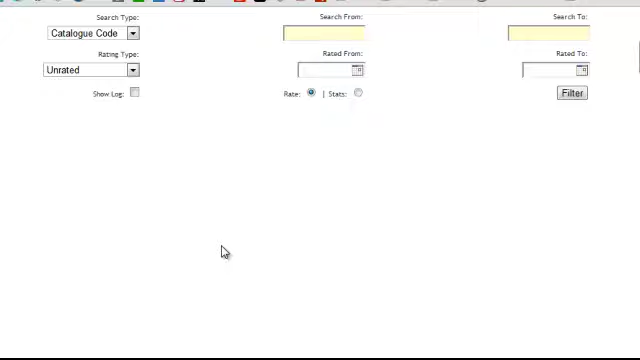 Search Type: Search From: Search To:
Catalogue Code
Rating Type: Rated From: Rated To:
Unrated
Show Log: Rate: | Stats: Filter